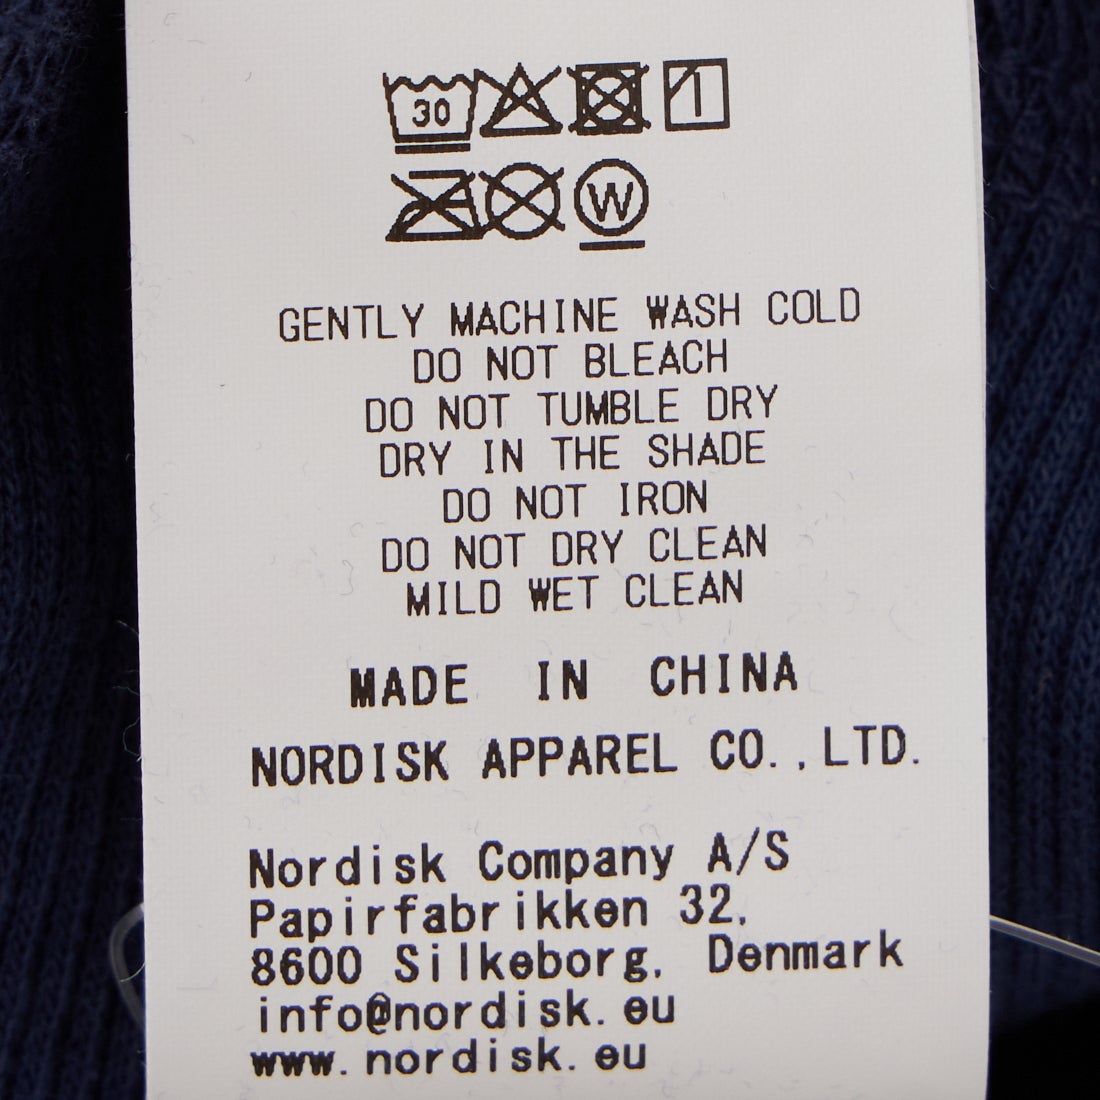 30
W
GENTLY MACHINE WASH COLD
DO NOT BLEACH
DO NOT TUMBLE DRY
DRY IN THE SHADE
DO NOT IRON
DO NOT DRY CLEAN
MILD WET CLEAN
MADE IN CHINA
NORDISK APPAREL CO.,LTD.
Nordisk Company A/S
Papirfabrikken 32,
8600 Silkeborg, Denmark
info@nordisk.eu
www.nordisk.eu